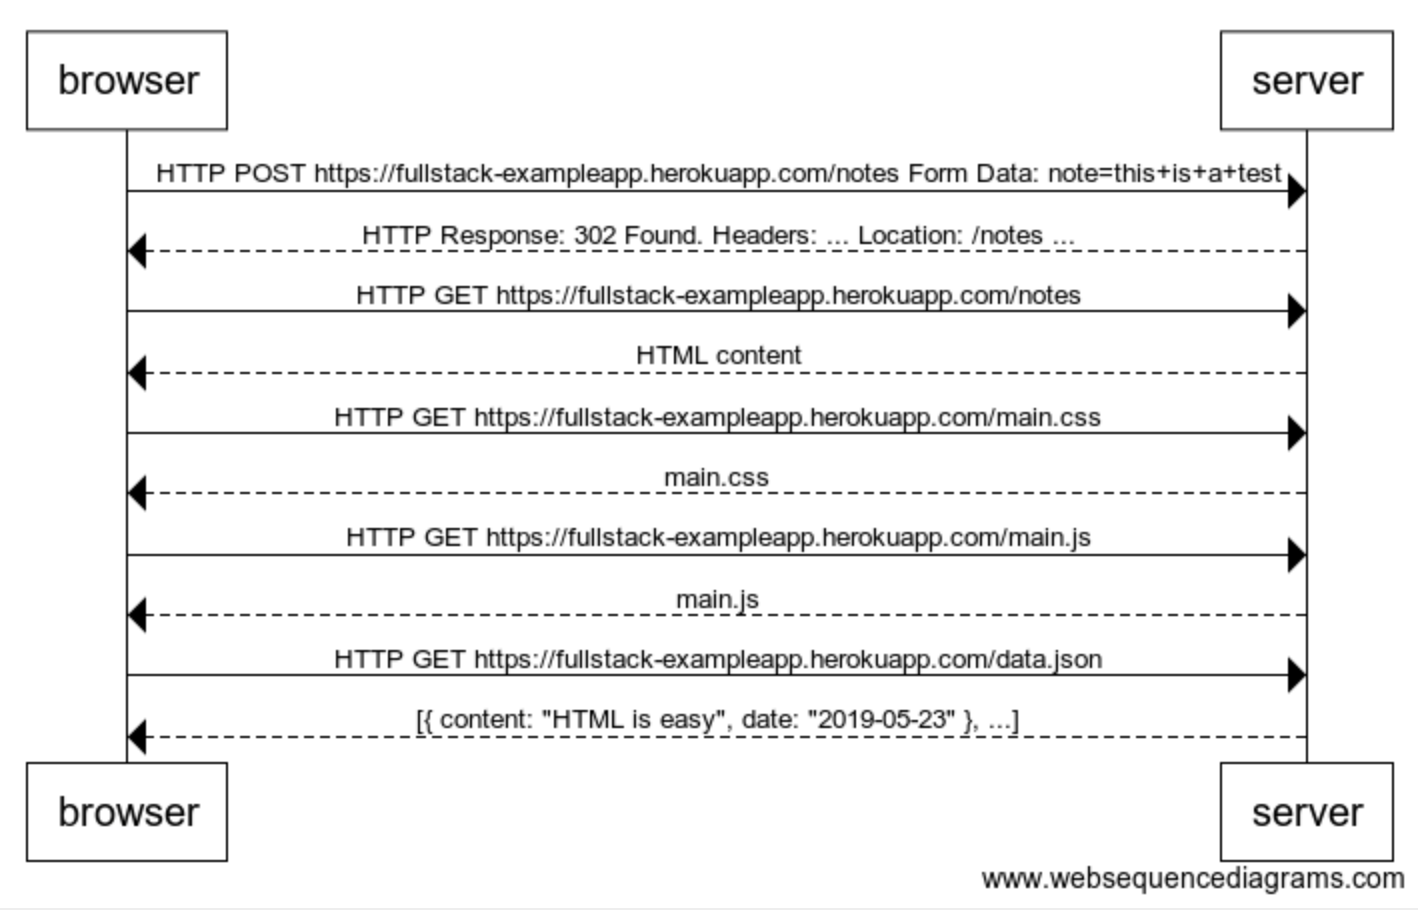 browser
server
HTTP POST https://fullstack-exampleapp.herokuapp.com/notes Form Data: note=this+is+a+test
HTTP Response: 302 Found. Headers: ... Location: /notes ...
HTTP GET https://fullstack-exampleapp.herokuapp.com/notes
HTML content
HTTP GET https://fullstack-exampleapp.herokuapp.com/main.css
main.css
HTTP GET https://fullstack-exampleapp.herokuapp.com/main.js
main.js
HTTP GET https://fullstack-exampleapp.herokuapp.com/data.json
[{ content: "HTML is easy", date: "2019-05-23" }, ...]
browser
server
www.websequencediagrams.com